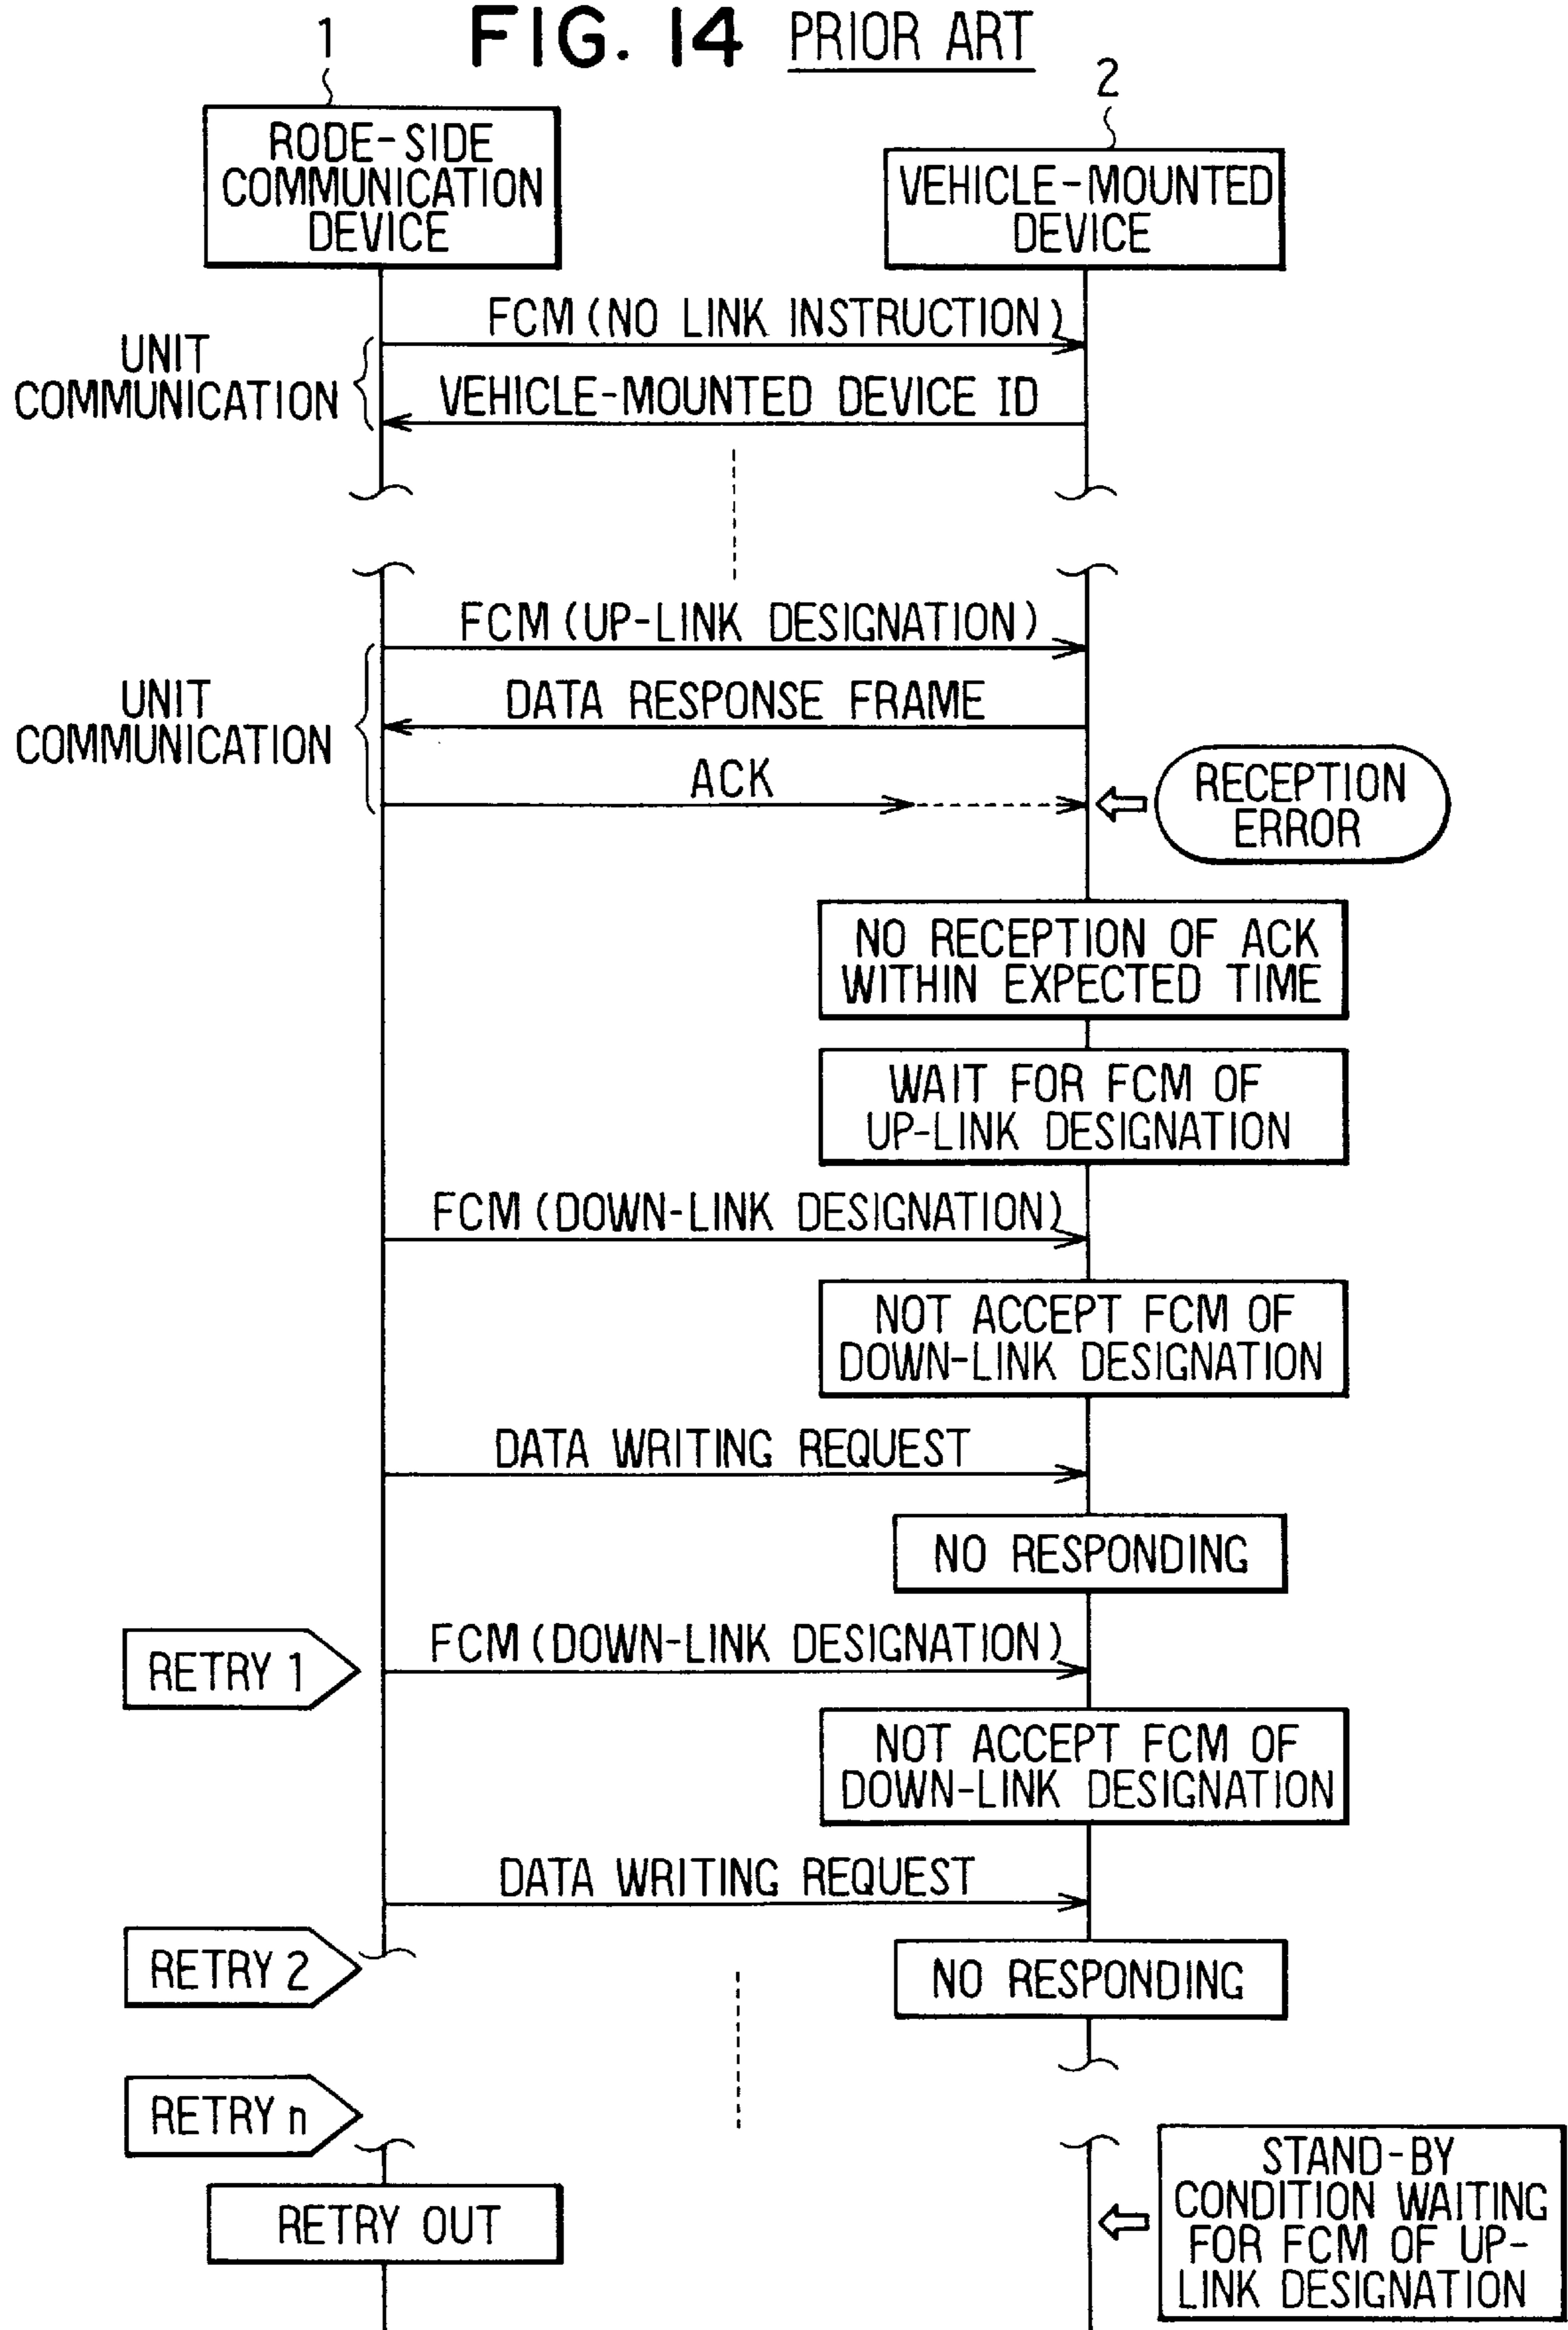 FIG. 14 PRIOR ART
1
2
RODE-SIDE
COMMUNICATION
DEVICE
VEHICLE-MOUNTED
DEVICE
FCM (NO LINK INSTRUCTION)
UNIT
COMMUNICATION
VEHICLE-MOUNTED DEVICE ID
FCM (UP-LINK DESIGNATION)
UNIT
COMMUNICATION
DATA RESPONSE FRAME
ACK
RECEPTION
ERROR
NO RECEPTION OF ACK
WITHIN EXPECTED TIME
WAIT FOR FCM OF
UP-LINK DESIGNATION
FCM (DOWN-LINK DESIGNATION)
NOT ACCEPT FCM OF
DOWN-LINK DESIGNATION
DATA WRITING REQUEST
NO RESPONDING
RETRY 1
FCM (DOWN-LINK DESIGNATION)
NOT ACCEPT FCM OF
DOWN-LINK DESIGNATION
DATA WRITING REQUEST
RETRY 2
NO RESPONDING
RETRY n
RETRY OUT
STAND-BY
CONDITION WAITING
FOR FCM OF UP-
LINK DESIGNATION